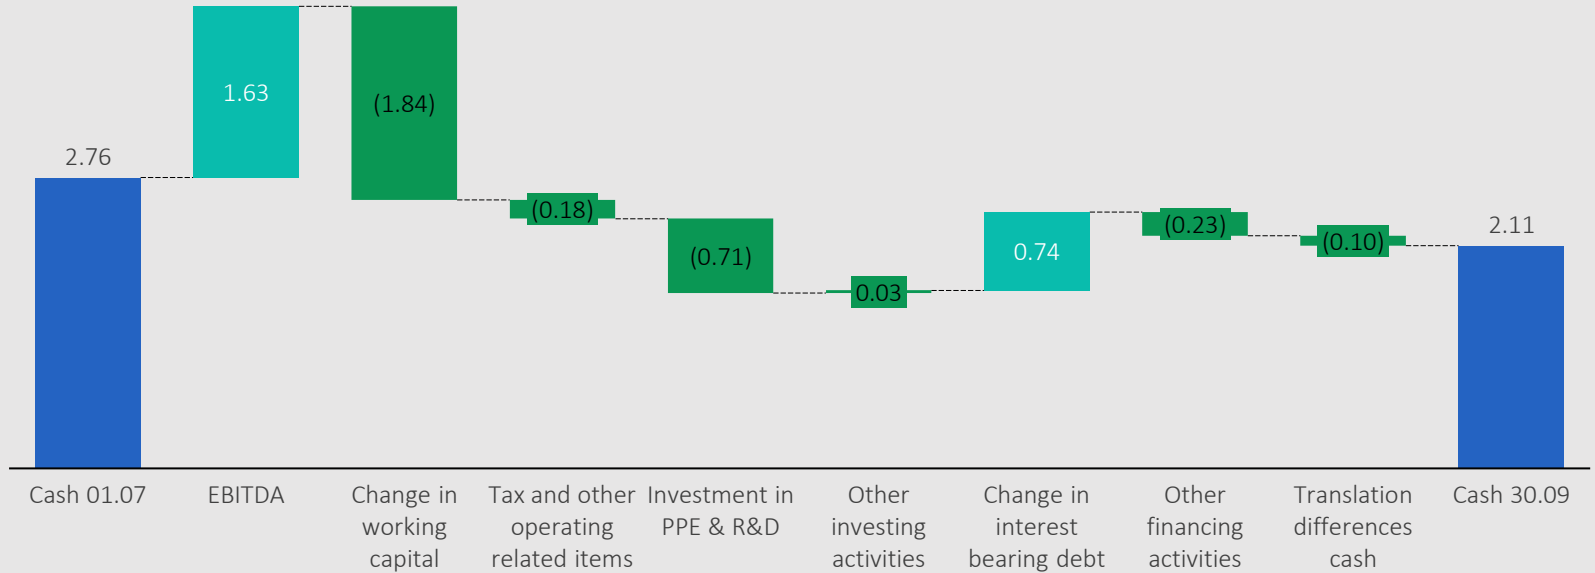 2.76
1.63
(1.84)
(0.18)
(0.71)
0.03
0.74
(0.23)
(0.10)
2.11
Cash 01.07
EBITDA
Change in
working
capital
Tax and other
operating
related items
Investment in
PPE & R&D
Other
investing
activities
Change in
interest
bearing debt
Other
financing
activities
Translation
differences
cash
Cash 30.09